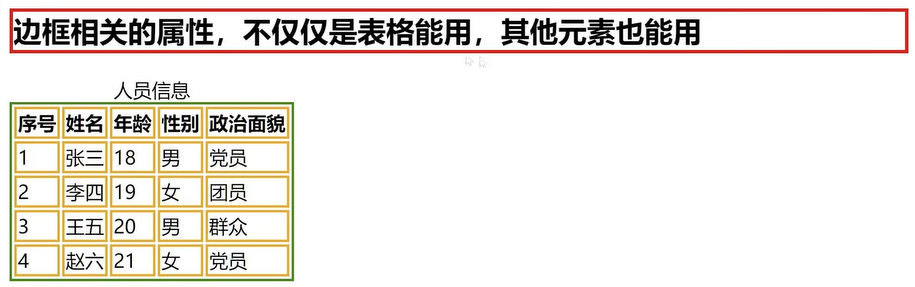 边框相关的属性，不仅仅是表格能用，其他元素也能用
人员信息
序号 姓名 年龄 性别 政治面貌
1 张三 18 男 党员
2 李四 19 女 团员
3 王五 20 男 群众
4 赵六 21 女 党员